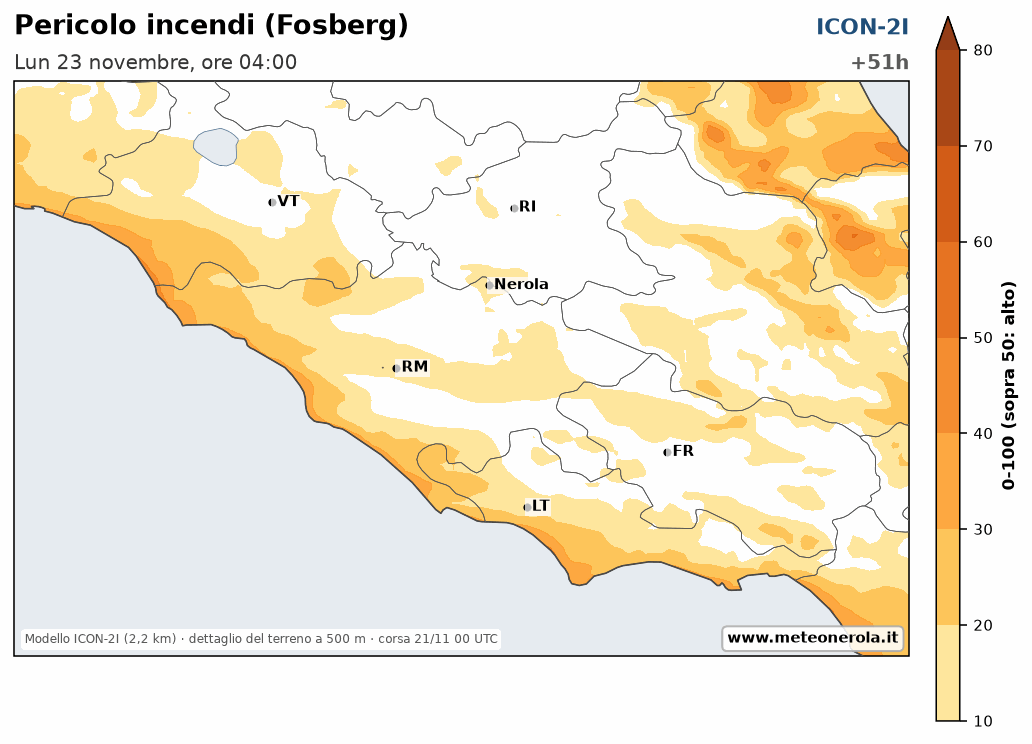 Pericolo incendi (Fosberg)
ICON-2I
Lun 23 novembre, ore 04:00
+51h
VT
RI
Nerola
RM
FR
LT
Modello ICON-2I (2,2 km) · dettaglio del terreno a 500 m · corsa 21/11 00 UTC
www.meteonerola.it
80
70
60
50
40
30
20
10
0-100 (sopra 50: alto)